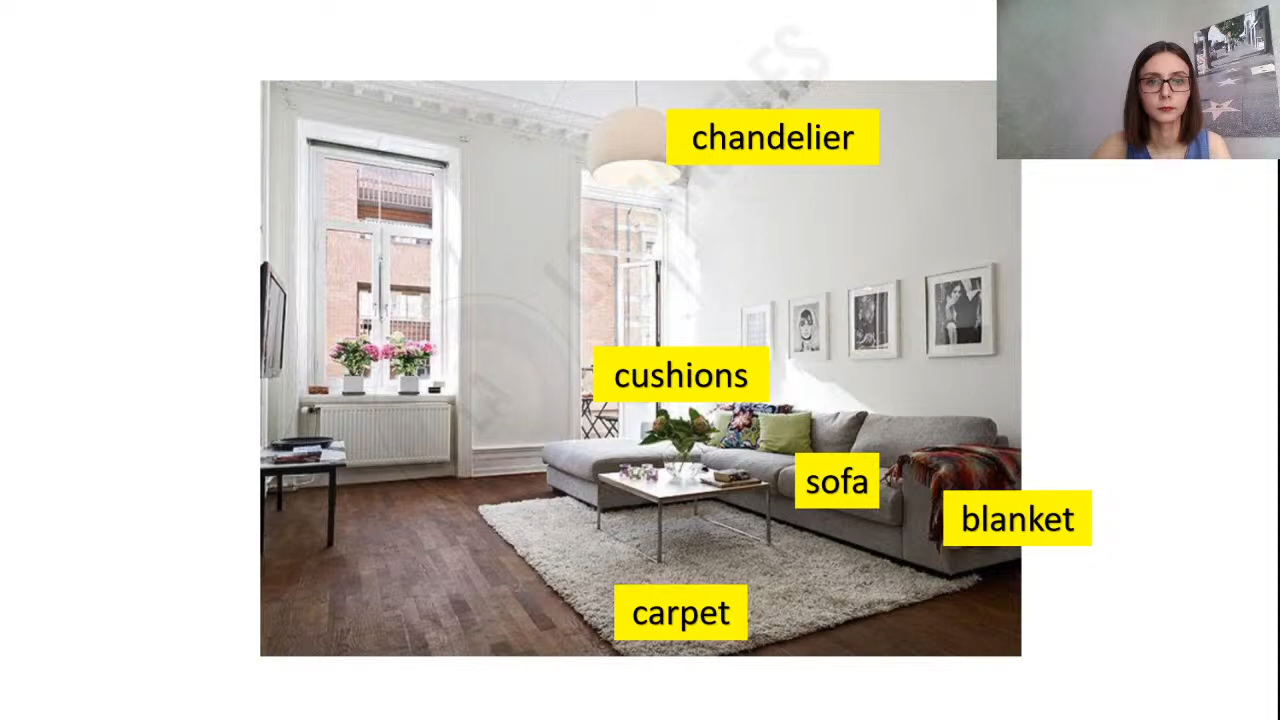 chandelier
cushions
sofa
blanket
carpet